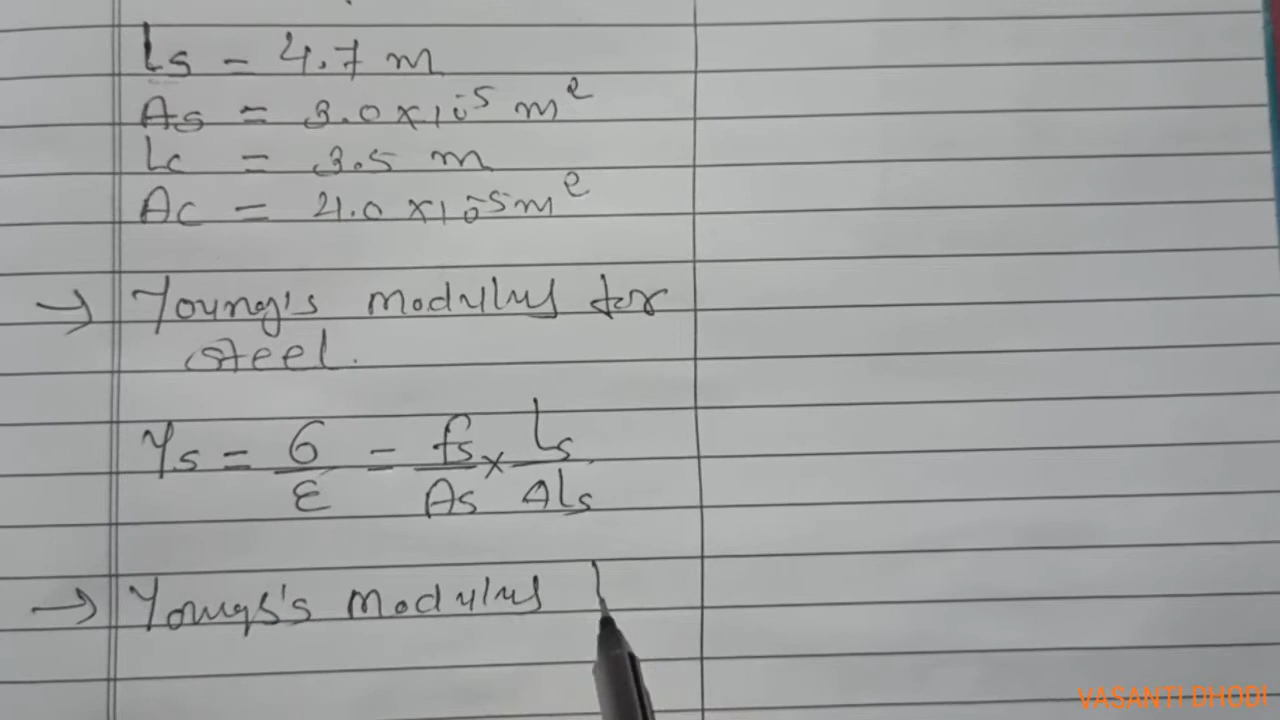 Ls = 4.7 m
As = 3.0 × 10⁻⁵ m²
Lc = 3.5 m
Ac = 4.0 × 10⁻⁵ m²
→ Young's modulus for
steel.
Ys = σ/ε = fs/As × Ls/ΔLs
→ Youngs's Modulus
VASANTI DHODI